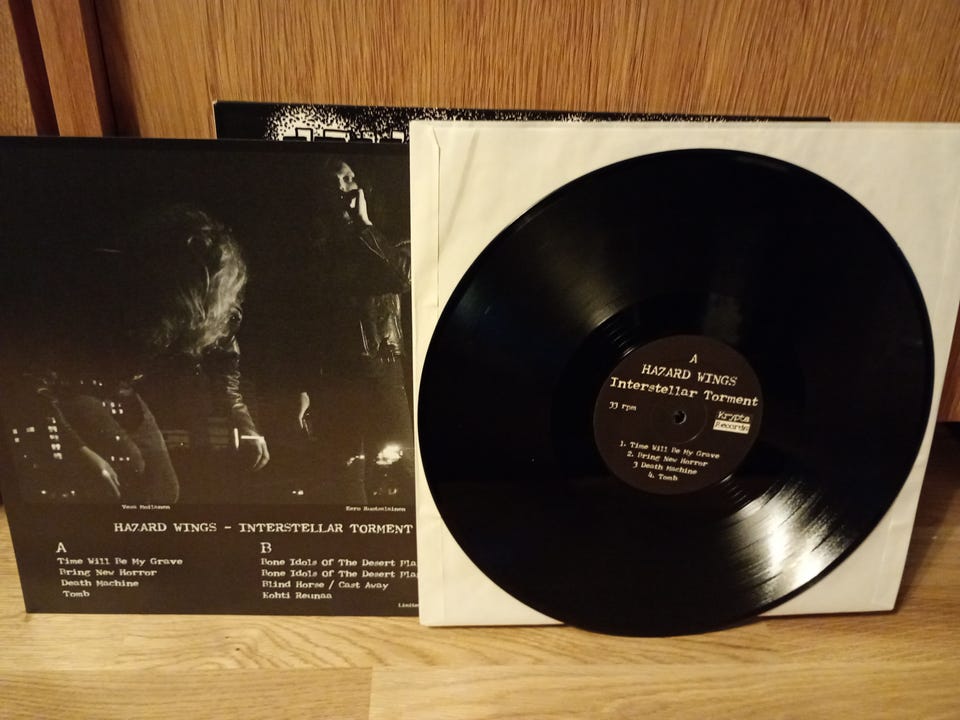 Vesa Moilanen
Eero Ruotsalainen
HAZARD WINGS - INTERSTELLAR TORMENT
A
Time Will Be My Grave
Bring New Horror
Death Machine
Tomb
B
Bone Idols Of The Desert Pla
Bone Idols Of The Desert Pla
Blind Horse / Cast Away
Kohti Reunaa
Limite
A
HAZARD WINGS
Interstellar Torment
33 rpm
Krypta
Records
1. Time Will Be My Grave
2. Bring New Horror
3 Death Machine
4. Tomb